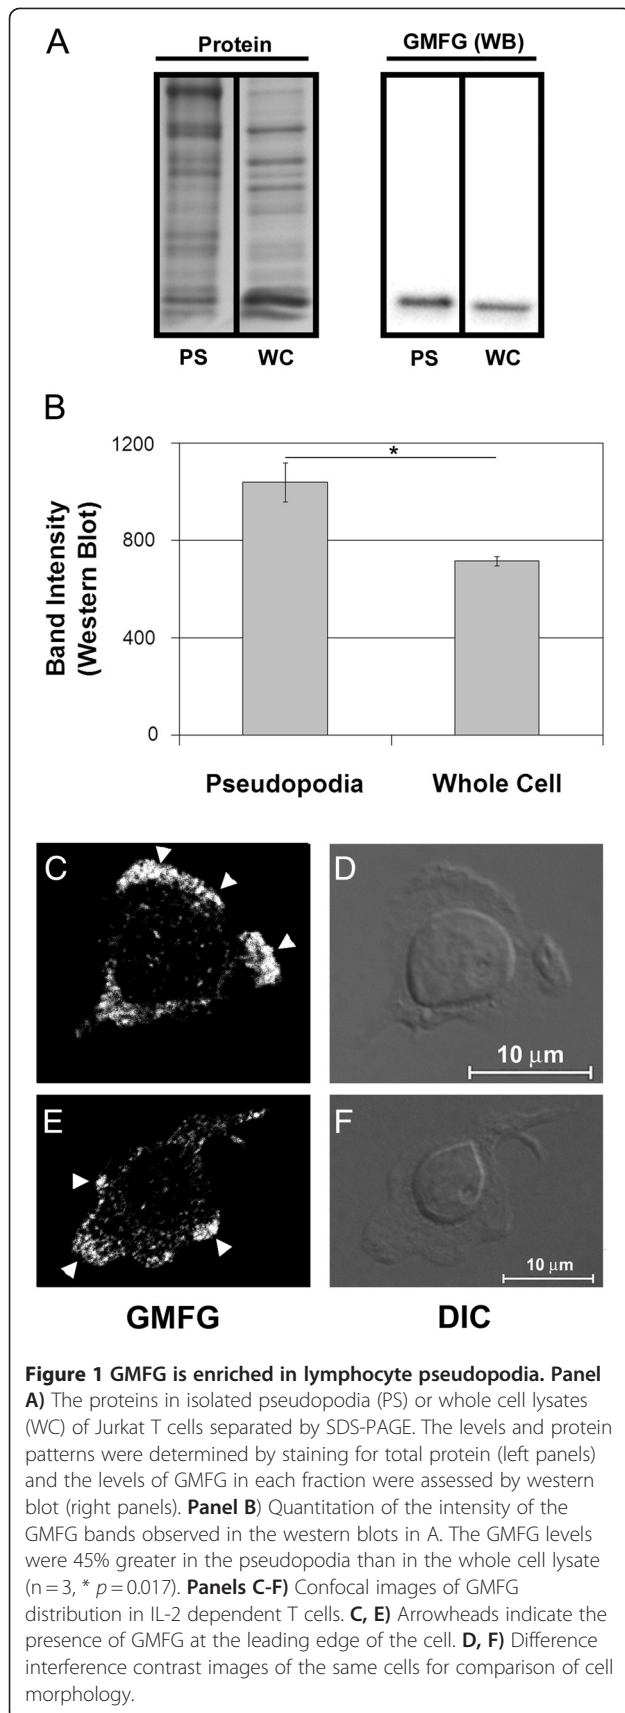 A
Protein
GMFG (WB)
PS
WC
PS
WC
B
1200
*
800
400
0
Band Intensity
(Western Blot)
Pseudopodia
Whole Cell
C
D
10 μm
E
F
10 μm
GMFG
DIC
Figure 1 GMFG is enriched in lymphocyte pseudopodia. Panel
A) The proteins in isolated pseudopodia (PS) or whole cell lysates
(WC) of Jurkat T cells separated by SDS-PAGE. The levels and protein
patterns were determined by staining for total protein (left panels)
and the levels of GMFG in each fraction were assessed by western
blot (right panels). Panel B) Quantitation of the intensity of the
GMFG bands observed in the western blots in A. The GMFG levels
were 45% greater in the pseudopodia than in the whole cell lysate
(n = 3, * p = 0.017). Panels C-F) Confocal images of GMFG
distribution in IL-2 dependent T cells. C, E) Arrowheads indicate the
presence of GMFG at the leading edge of the cell. D, F) Difference
interference contrast images of the same cells for comparison of cell
morphology.